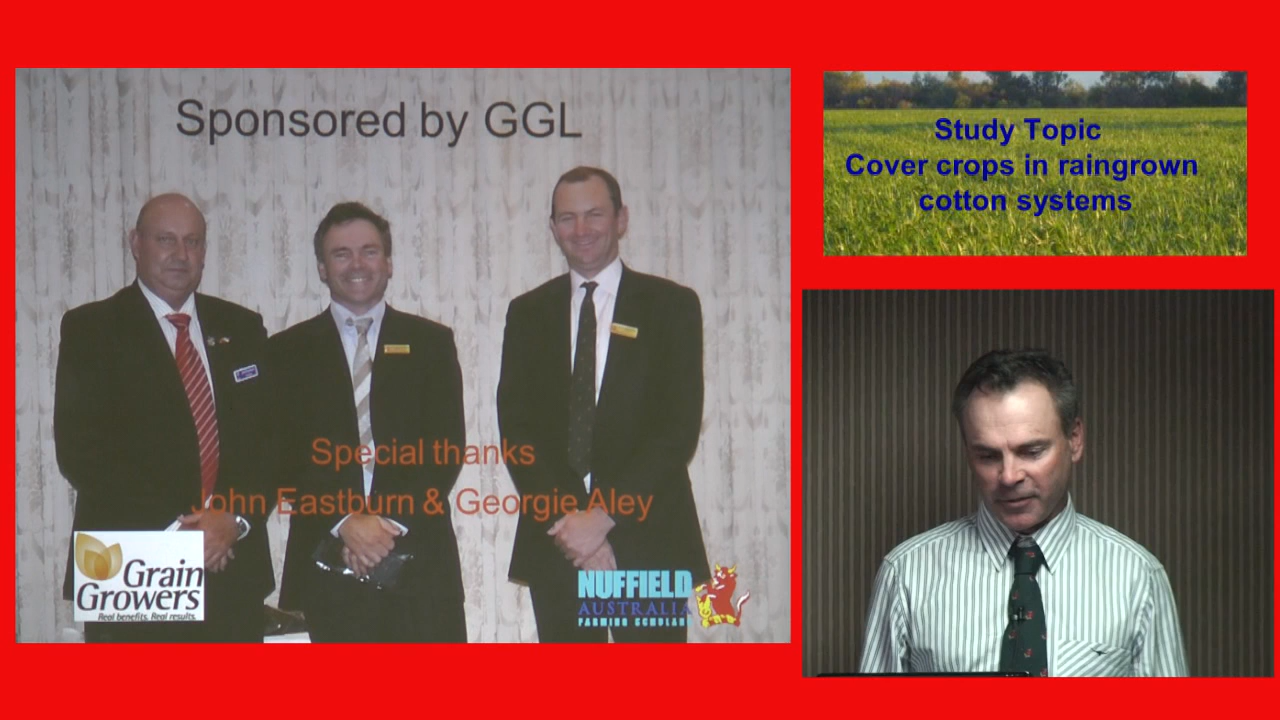 Sponsored by GGL
Special thanks
John Eastburn & Georgie Aley
Grain
Growers
Real benefits. Real results.
NUFFIELD
AUSTRALIA
FARMING SCHOLARS
Study Topic
Cover crops in raingrown
cotton systems